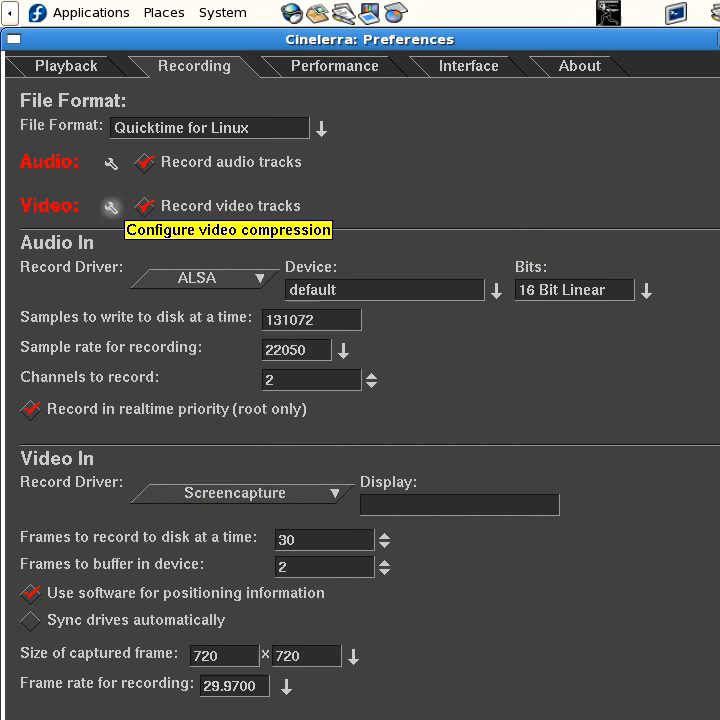 Applications Places System
Cinelerra: Preferences
Playback Recording Performance Interface About
File Format:
File Format: Quicktime for Linux
Audio: Record audio tracks
Video: Record video tracks
Configure video compression
Audio In
Record Driver: ALSA Device: default Bits: 16 Bit Linear
Samples to write to disk at a time: 131072
Sample rate for recording: 22050
Channels to record: 2
Record in realtime priority (root only)
Video In
Record Driver: Screencapture Display:
Frames to record to disk at a time: 30
Frames to buffer in device: 2
Use software for positioning information
Sync drives automatically
Size of captured frame: 720 x 720
Frame rate for recording: 29.9700